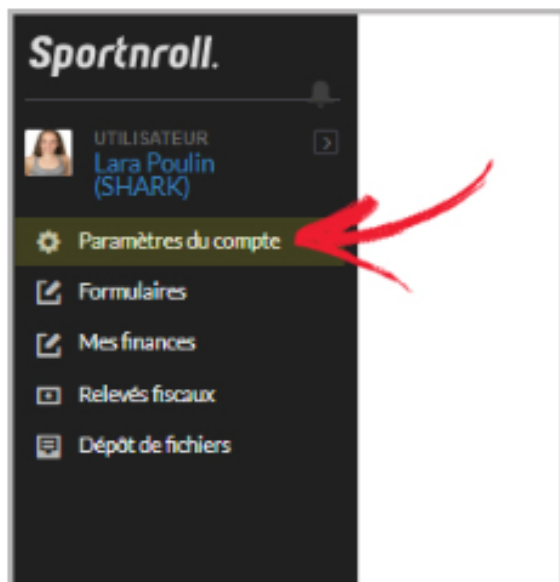 Sportnroll.
UTILISATEUR
Lara Poulin
(SHARK)
Paramètres du compte
Formulaires
Mes finances
Relevés fiscaux
Dépôt de fichiers